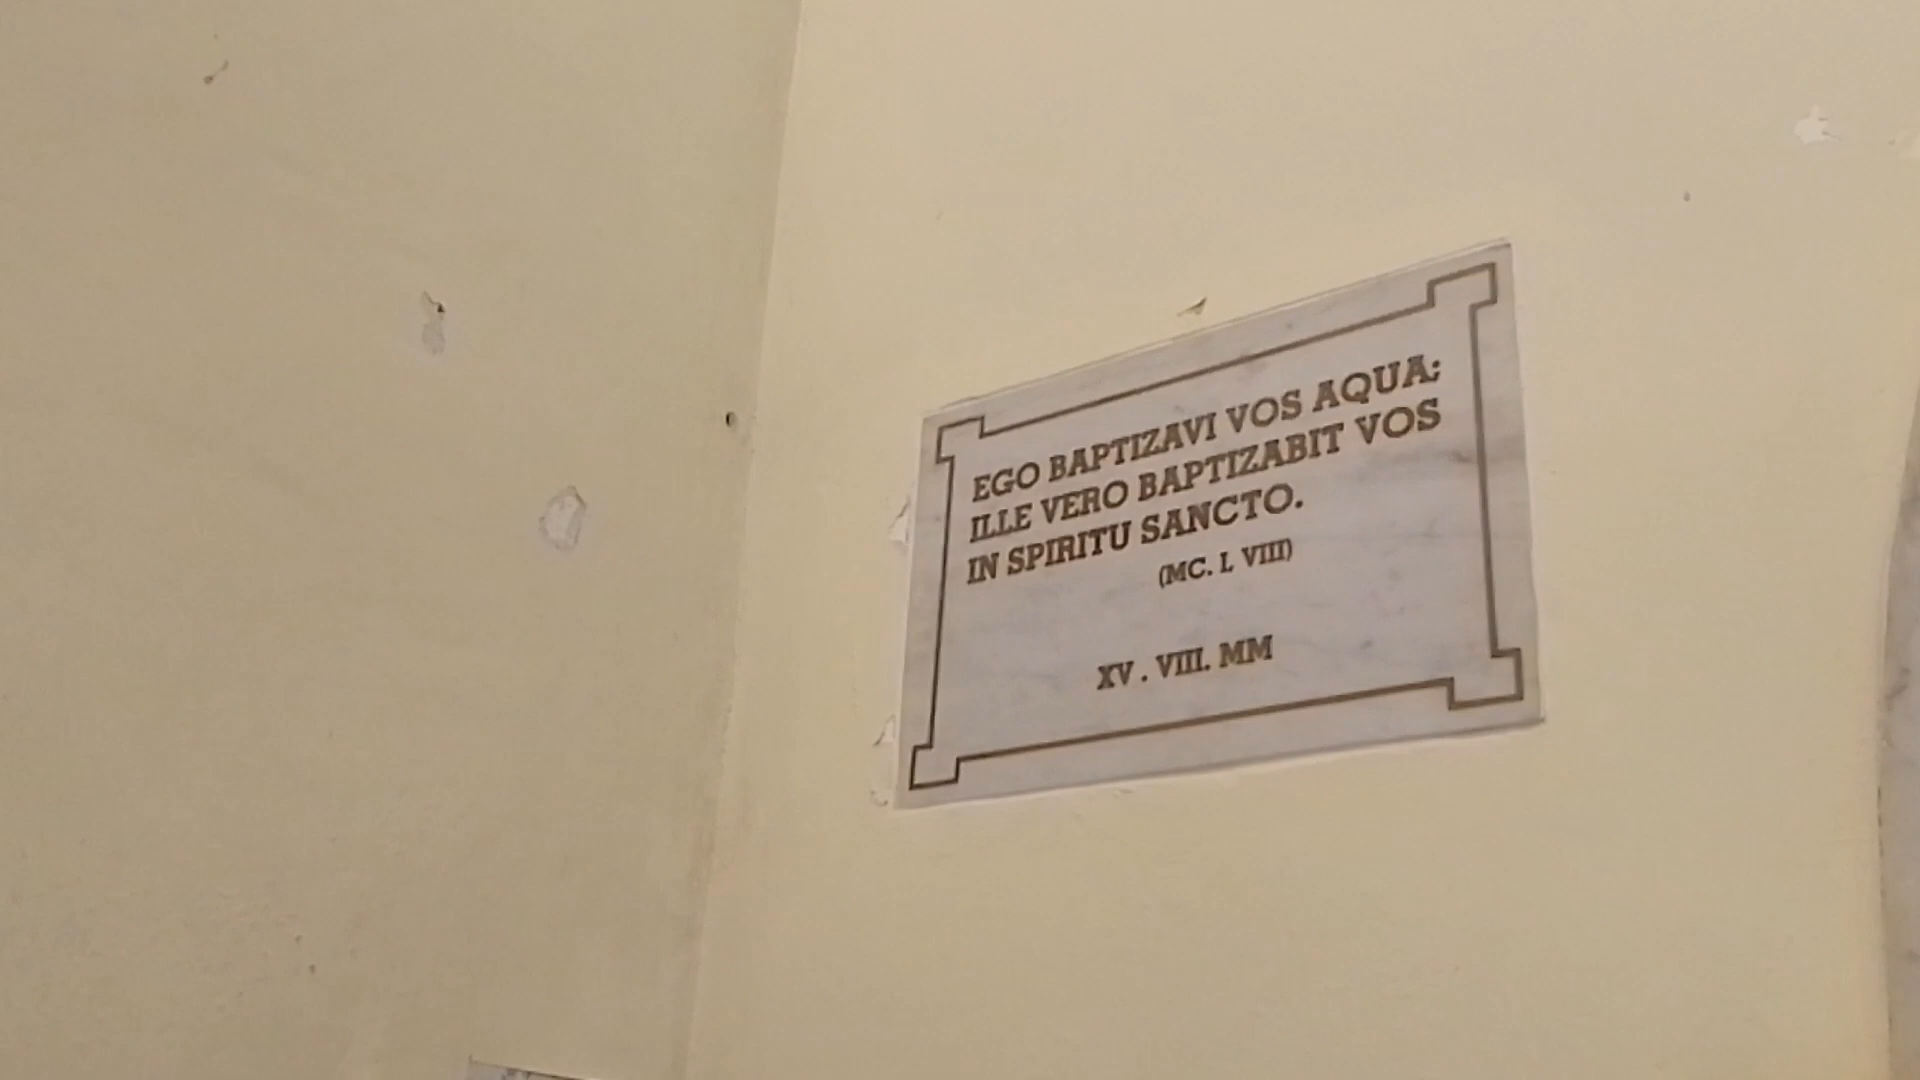 EGO BAPTIZAVI VOS AQUA;
ILLE VERO BAPTIZABIT VOS
IN SPIRITU SANCTO.
(MC. I, VIII)
XV . VIII. MM